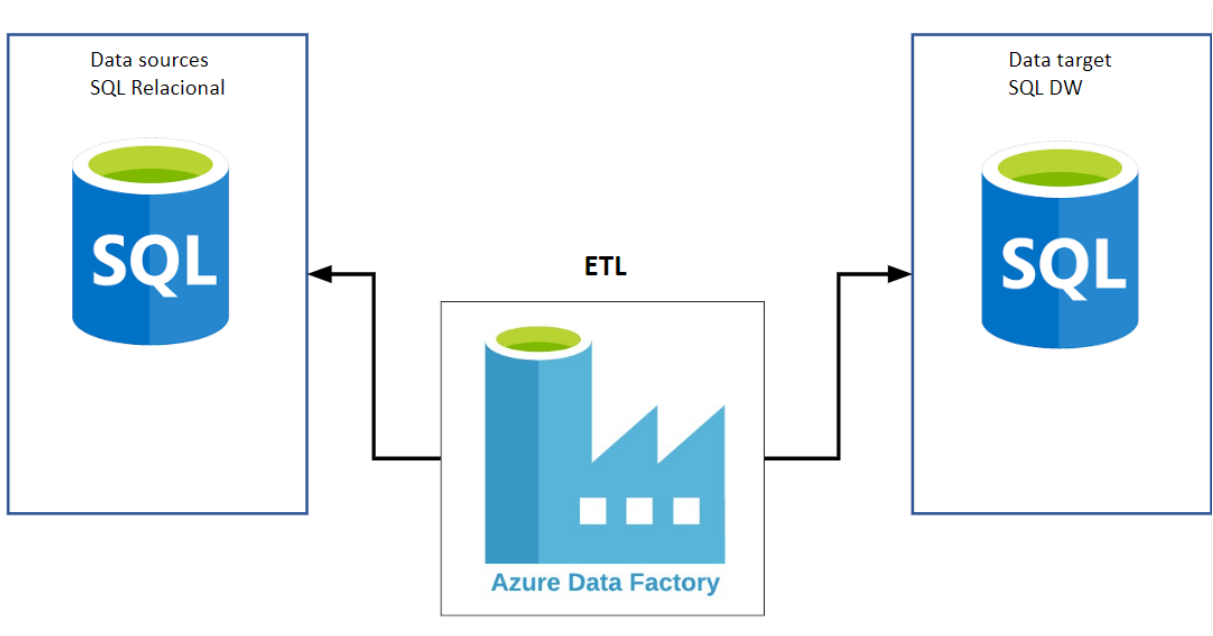 Data sources
SQL Relacional
SQL
ETL
Azure Data Factory
Data target
SQL DW
SQL